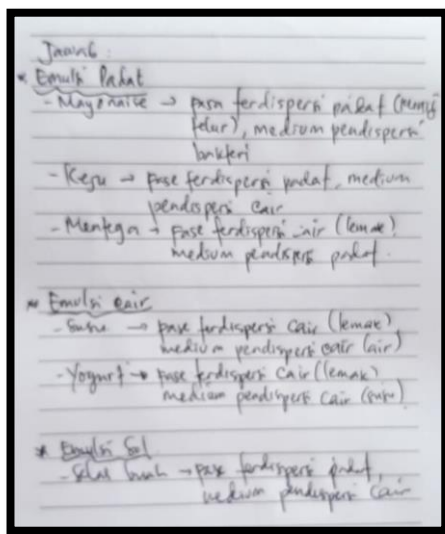 Jawab :
* Emulsi Padat
- Mayonaise → fasa terdispersi padat (
telur), medium pendispersi
bakteri
- Keju → fase terdispersi padat, medium
pendispersi cair
- Mentega → Fase terdispersi cair (lemak)
medium pendispersi padat.
* Emulsi cair
- Susu → fase terdispersi cair (lemak)
medium pendispersi cair (air)
- Yogurt → fase terdispersi cair (lemak)
medium pendispersi cair (susu).
* Emulsi Sol
- Selai buah → fase terdispersi padat,
medium pendispersi cair